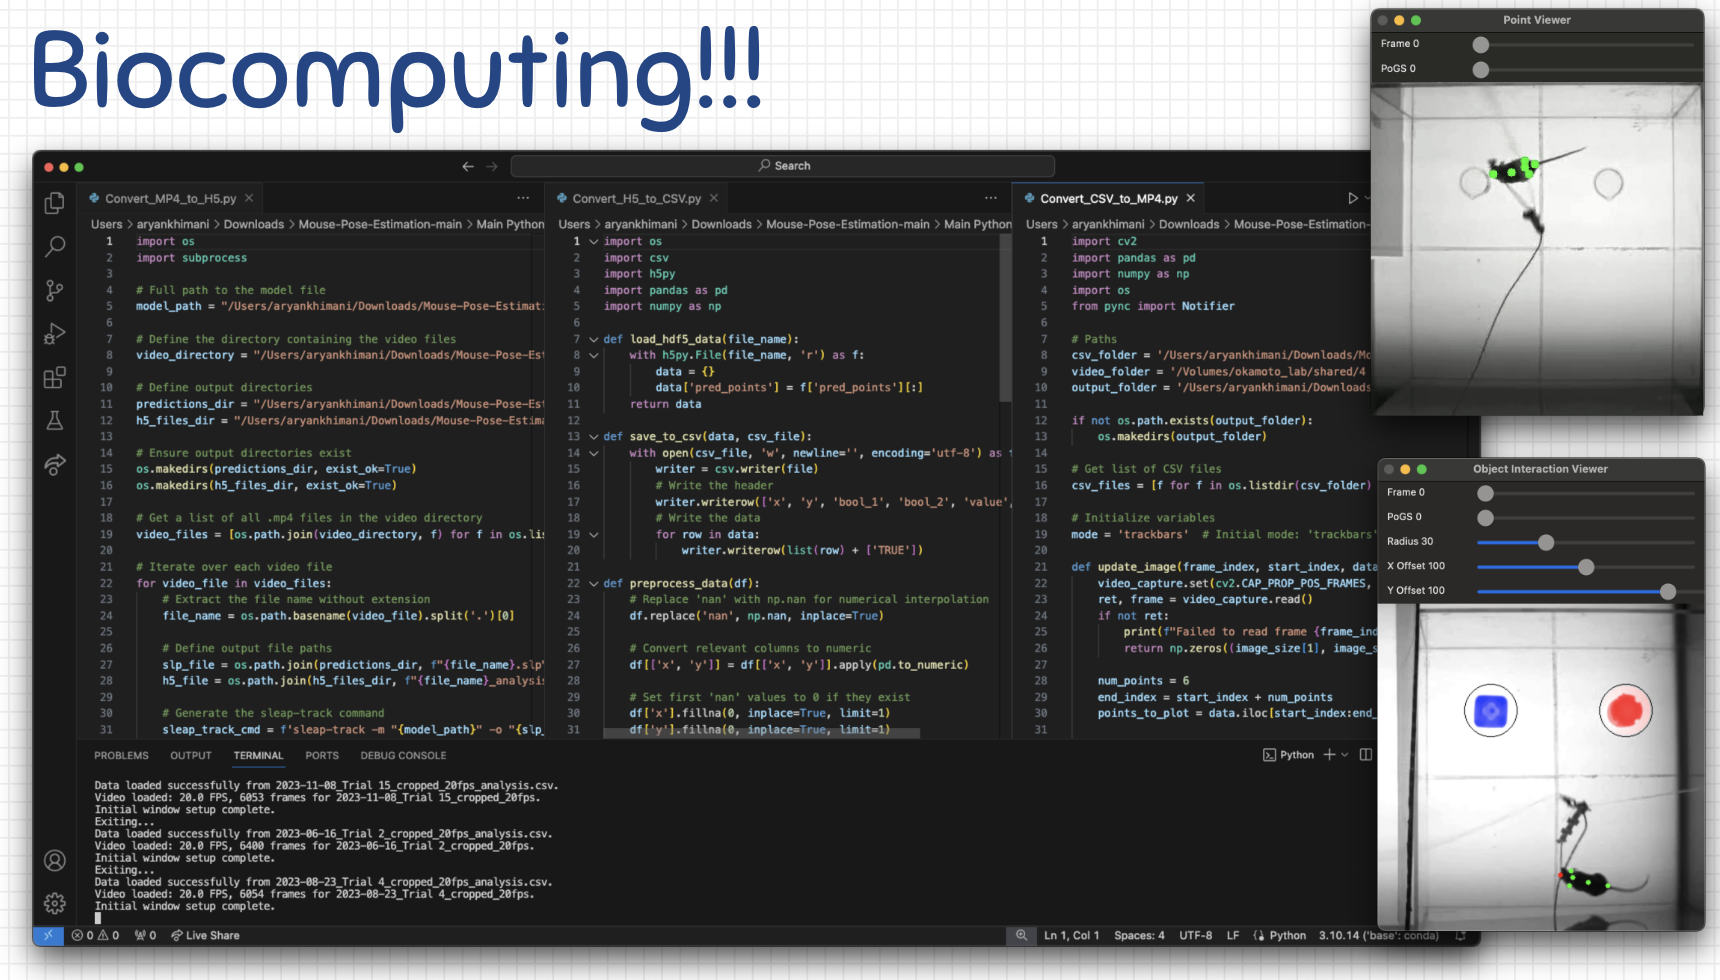 Biocomputing!!!
Search
Convert_MP4_to_H5.py
Users > aryankhimani > Downloads > Mouse-Pose-Estimation-main > Main Python
1 import os
2 import subprocess
3
4 # Full path to the model file
5 model_path = "/Users/aryankhimani/Downloads/Mouse-Pose-Estimat
6
7 # Define the directory containing the video files
8 video_directory = "/Users/aryankhimani/Downloads/Mouse-Pose-Est
9
10 # Define output directories
11 predictions_dir = "/Users/aryankhimani/Downloads/Mouse-Pose-Est
12 h5_files_dir = "/Users/aryankhimani/Downloads/Mouse-Pose-Estima
13
14 # Ensure output directories exist
15 os.makedirs(predictions_dir, exist_ok=True)
16 os.makedirs(h5_files_dir, exist_ok=True)
17
18 # Get a list of all .mp4 files in the video directory
19 video_files = [os.path.join(video_directory, f) for f in os.lis
20
21 # Iterate over each video file
22 for video_file in video_files:
23 # Extract the file name without extension
24 file_name = os.path.basename(video_file).split('.')[0]
25
26 # Define output file paths
27 slp_file = os.path.join(predictions_dir, f"{file_name}.slp"
28 h5_file = os.path.join(h5_files_dir, f"{file_name}_analysis
29
30 # Generate the sleap-track command
31 sleap_track_cmd = f'sleap-track -m "{model_path}" -o "{slp_
Convert_H5_to_CSV.py
Users > aryankhimani > Downloads > Mouse-Pose-Estimation-main > Main Python
1 import os
2 import csv
3 import h5py
4 import pandas as pd
5 import numpy as np
6
7 def load_hdf5_data(file_name):
8 with h5py.File(file_name, 'r') as f:
9 data = {}
10 data['pred_points'] = f['pred_points'][:]
11 return data
12
13 def save_to_csv(data, csv_file):
14 with open(csv_file, 'w', newline='', encoding='utf-8') as
15 writer = csv.writer(file)
16 # Write the header
17 writer.writerow(['x', 'y', 'bool_1', 'bool_2', 'value',
18 # Write the data
19 for row in data:
20 writer.writerow(list(row) + ['TRUE'])
21
22 def preprocess_data(df):
23 # Replace 'nan' with np.nan for numerical interpolation
24 df.replace('nan', np.nan, inplace=True)
25
26 # Convert relevant columns to numeric
27 df[['x', 'y']] = df[['x', 'y']].apply(pd.to_numeric)
28
29 # Set first 'nan' values to 0 if they exist
30 df['x'].fillna(0, inplace=True, limit=1)
31 df['y'].fillna(0, inplace=True, limit=1)
Convert_CSV_to_MP4.py
Users > aryankhimani > Downloads > Mouse-Pose-Estimation-
1 import cv2
2 import pandas as pd
3 import numpy as np
4 import os
5 from pync import Notifier
6
7 # Paths
8 csv_folder = '/Users/aryankhimani/Downloads/Mo
9 video_folder = '/Volumes/okamoto_lab/shared/4
10 output_folder = '/Users/aryankhimani/Downloads
11
12 if not os.path.exists(output_folder):
13 os.makedirs(output_folder)
14
15 # Get list of CSV files
16 csv_files = [f for f in os.listdir(csv_folder)
17
18 # Initialize variables
19 mode = 'trackbars' # Initial mode: 'trackbars'
20
21 def update_image(frame_index, start_index, data
22 video_capture.set(cv2.CAP_PROP_POS_FRAMES,
23 ret, frame = video_capture.read()
24 if not ret:
25 print(f"Failed to read frame {frame_ind
26 return np.zeros((image_size[1], image_s
27
28 num_points = 6
29 end_index = start_index + num_points
30 points_to_plot = data.iloc[start_index:end_
31
PROBLEMS OUTPUT TERMINAL PORTS DEBUG CONSOLE
Python
Data loaded successfully from 2023-11-08_Trial 15_cropped_20fps_analysis.csv.
Video loaded: 20.0 FPS, 6053 frames for 2023-11-08_Trial 15_cropped_20fps.
Initial window setup complete.
Exiting...
Data loaded successfully from 2023-06-16_Trial 2_cropped_20fps_analysis.csv.
Video loaded: 20.0 FPS, 6400 frames for 2023-06-16_Trial 2_cropped_20fps.
Initial window setup complete.
Exiting...
Data loaded successfully from 2023-08-23_Trial 4_cropped_20fps_analysis.csv.
Video loaded: 20.0 FPS, 6054 frames for 2023-08-23_Trial 4_cropped_20fps.
Initial window setup complete.
0 0 0 Live Share
Ln 1, Col 1 Spaces: 4 UTF-8 LF Python 3.10.14 ('base': conda)
Point Viewer
Frame 0
PoGS 0
Object Interaction Viewer
Frame 0
PoGS 0
Radius 30
X Offset 100
Y Offset 100